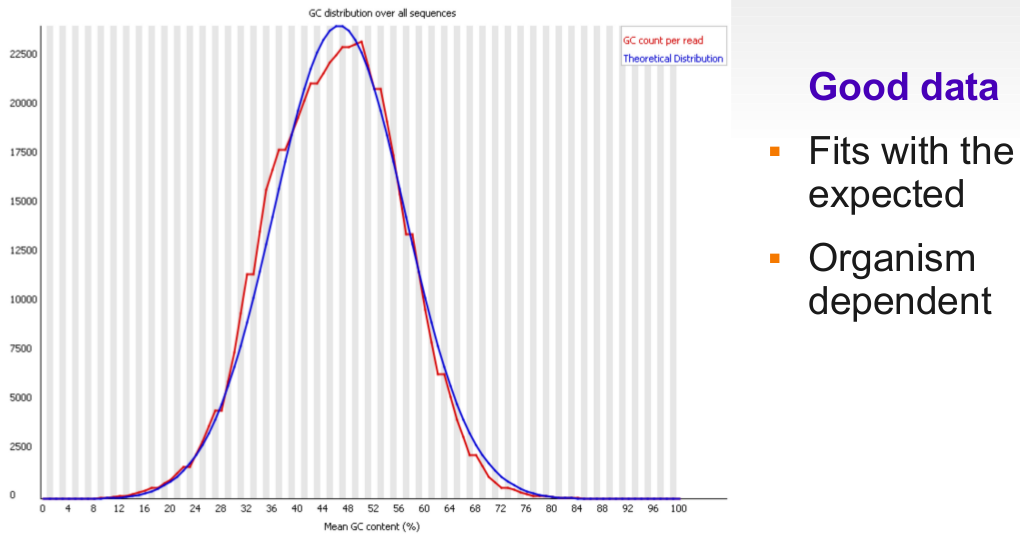 GC distribution over all sequences
GC count per read
Theoretical Distribution
22500
20000
17500
15000
12500
10000
7500
5000
2500
0
0 4 8 12 16 20 24 28 32 36 40 44 48 52 56 60 64 68 72 76 80 84 88 92 96 100
Mean GC content (%)
Good data
Fits with the
expected
Organism
dependent